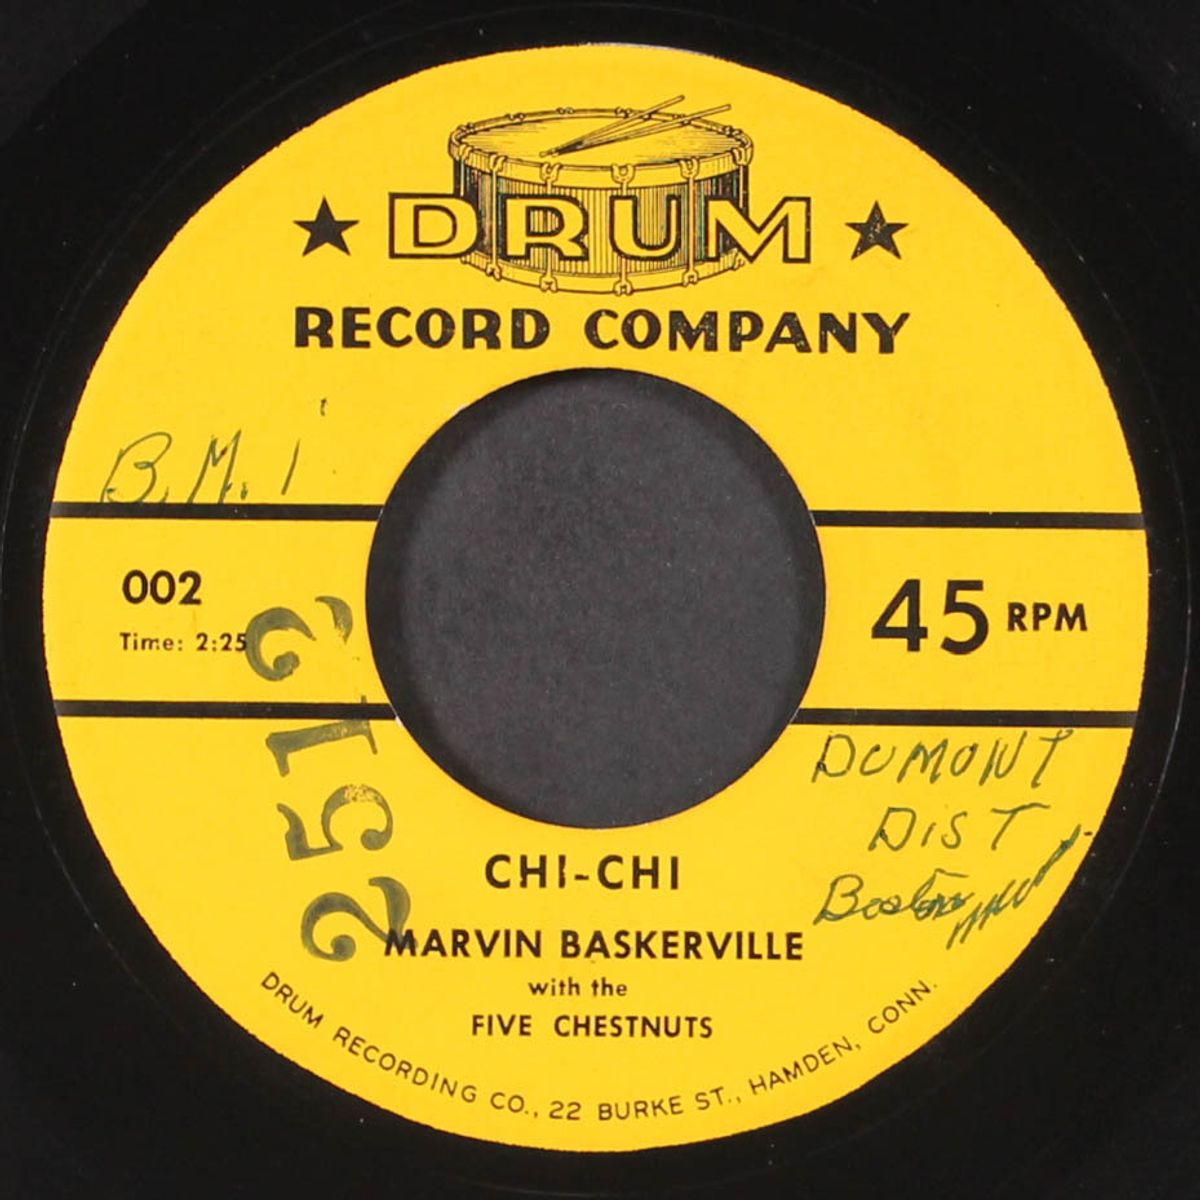 DRUM
RECORD COMPANY
B.M.I
002
Time: 2:25
45 RPM
2512
DUMONT
DIST
Boston
CHI-CHI
MARVIN BASKERVILLE
with the
FIVE CHESTNUTS
DRUM RECORDING CO., 22 BURKE ST., HAMDEN, CONN.